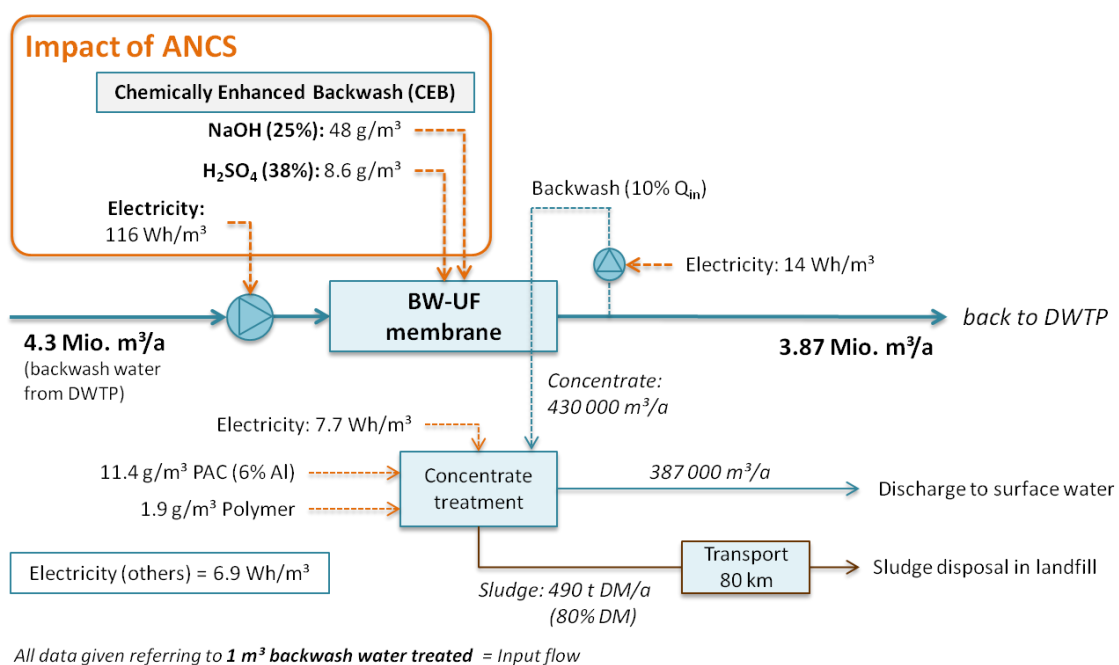 Impact of ANCS
Chemically Enhanced Backwash (CEB)
NaOH (25%): 48 g/m³
H₂SO₄ (38%): 8.6 g/m³
Electricity:
116 Wh/m³
Backwash (10% Qin)
Electricity: 14 Wh/m³
BW-UF
membrane
back to DWTP
4.3 Mio. m³/a
(backwash water
from DWTP)
3.87 Mio. m³/a
Concentrate:
430 000 m³/a
Electricity: 7.7 Wh/m³
11.4 g/m³ PAC (6% Al)
1.9 g/m³ Polymer
Concentrate
treatment
387 000 m³/a
Discharge to surface water
Electricity (others) = 6.9 Wh/m³
Transport
80 km
Sludge disposal in landfill
Sludge: 490 t DM/a
(80% DM)
All data given referring to 1 m³ backwash water treated = Input flow